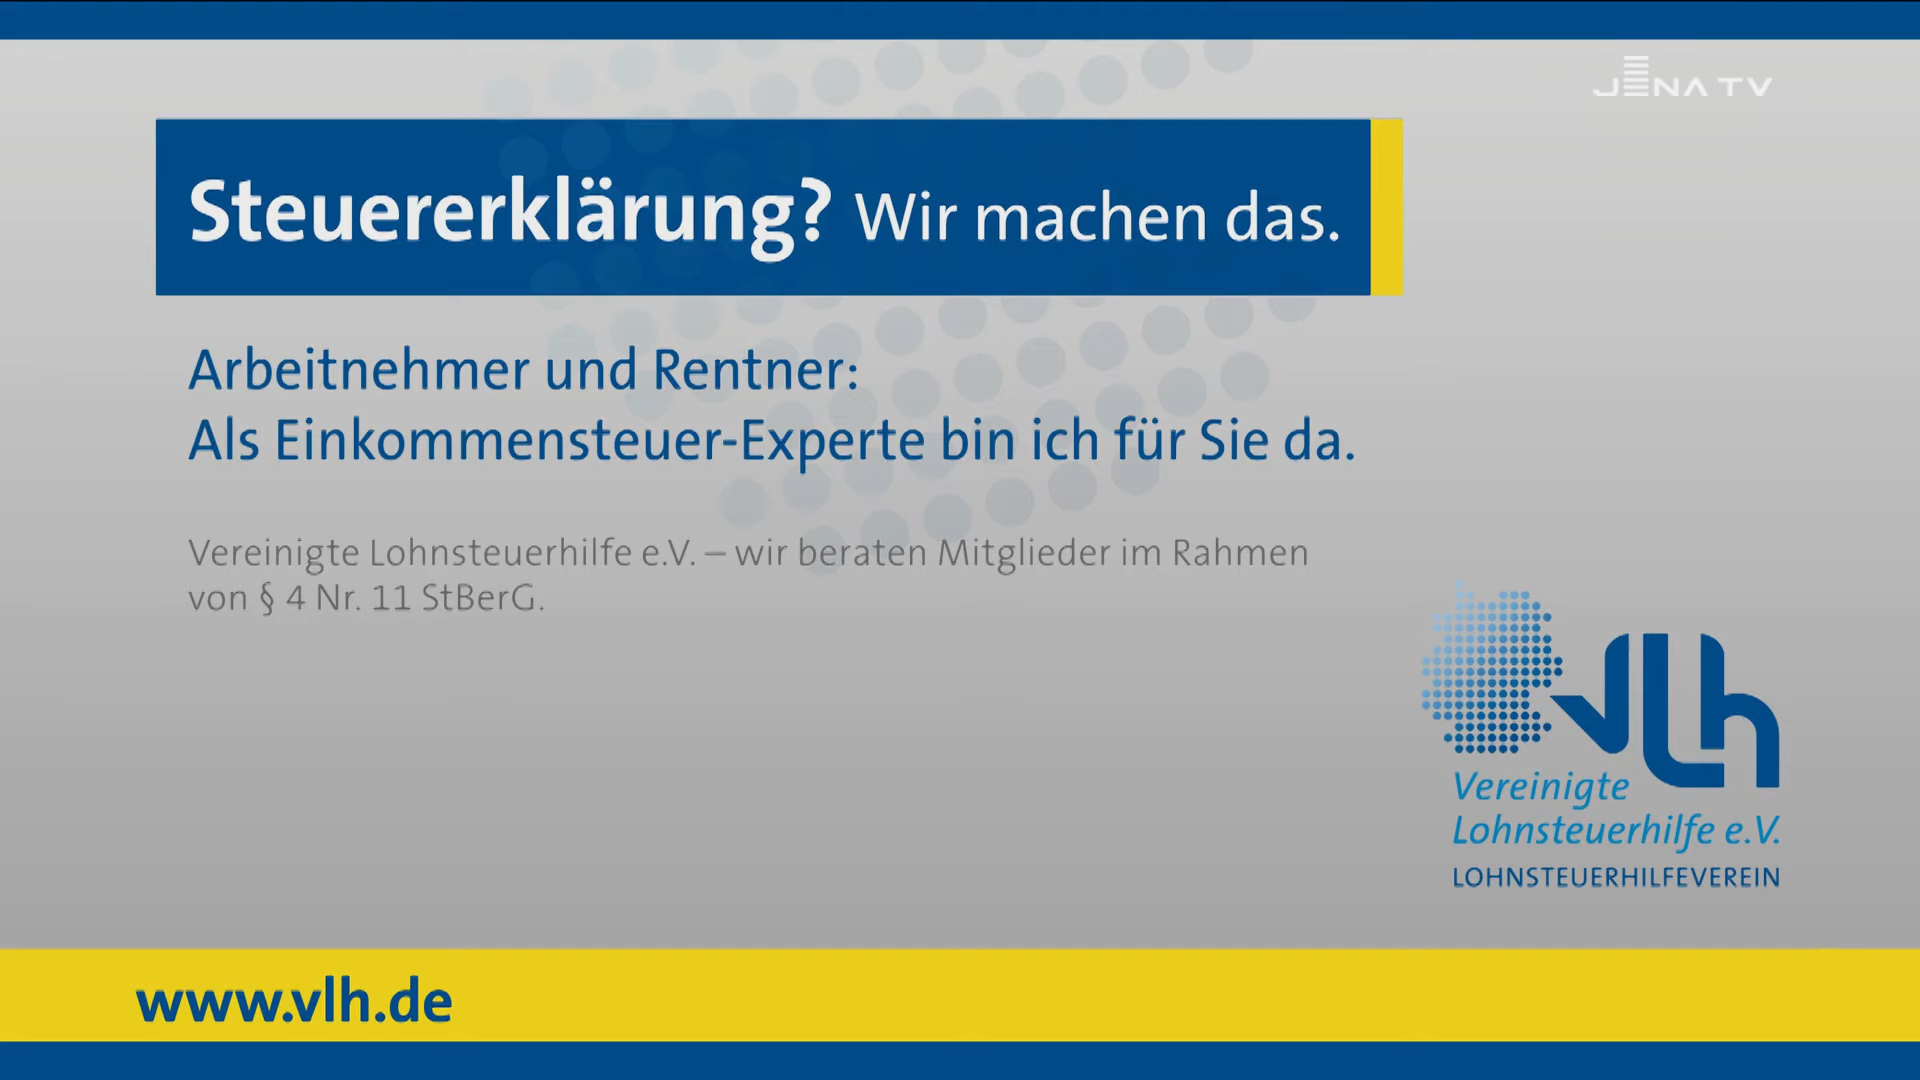 JENA TV
Steuererklärung? Wir machen das.
Arbeitnehmer und Rentner:
Als Einkommensteuer-Experte bin ich für Sie da.
Vereinigte Lohnsteuerhilfe e.V. – wir beraten Mitglieder im Rahmen
von § 4 Nr. 11 StBerG.
vlh
Vereinigte
Lohnsteuerhilfe e.V.
LOHNSTEUERHILFEVEREIN
www.vlh.de